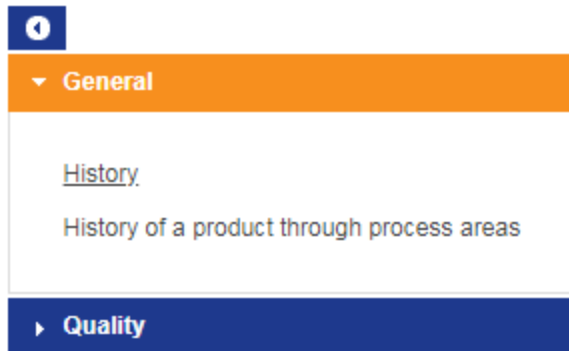 General
History
History of a product through process areas
Quality